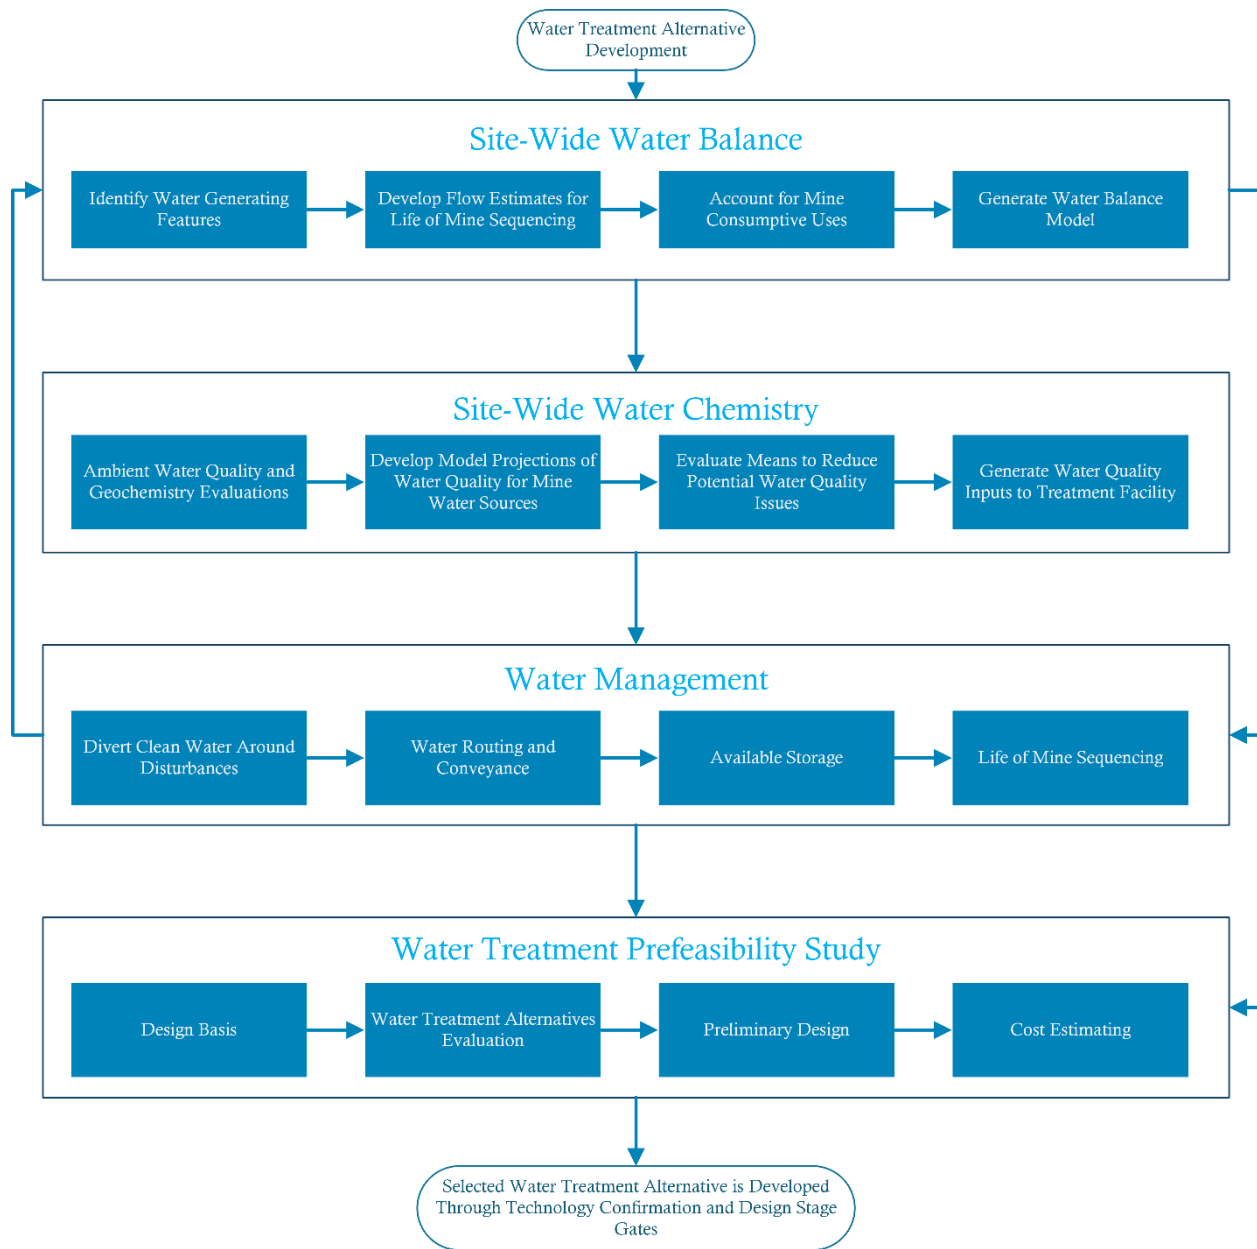 Water Treatment Alternative
Development
Site-Wide Water Balance
Identify Water Generating
Features
Develop Flow Estimates for
Life of Mine Sequencing
Account for Mine
Consumptive Uses
Generate Water Balance
Model
Site-Wide Water Chemistry
Ambient Water Quality and
Geochemistry Evaluations
Develop Model Projections of
Water Quality for Mine
Water Sources
Evaluate Means to Reduce
Potential Water Quality
Issues
Generate Water Quality
Inputs to Treatment Facility
Water Management
Divert Clean Water Around
Disturbances
Water Routing and
Conveyance
Available Storage
Life of Mine Sequencing
Water Treatment Prefeasibility Study
Design Basis
Water Treatment Alternatives
Evaluation
Preliminary Design
Cost Estimating
Selected Water Treatment Alternative is Developed
Through Technology Confirmation and Design Stage
Gates